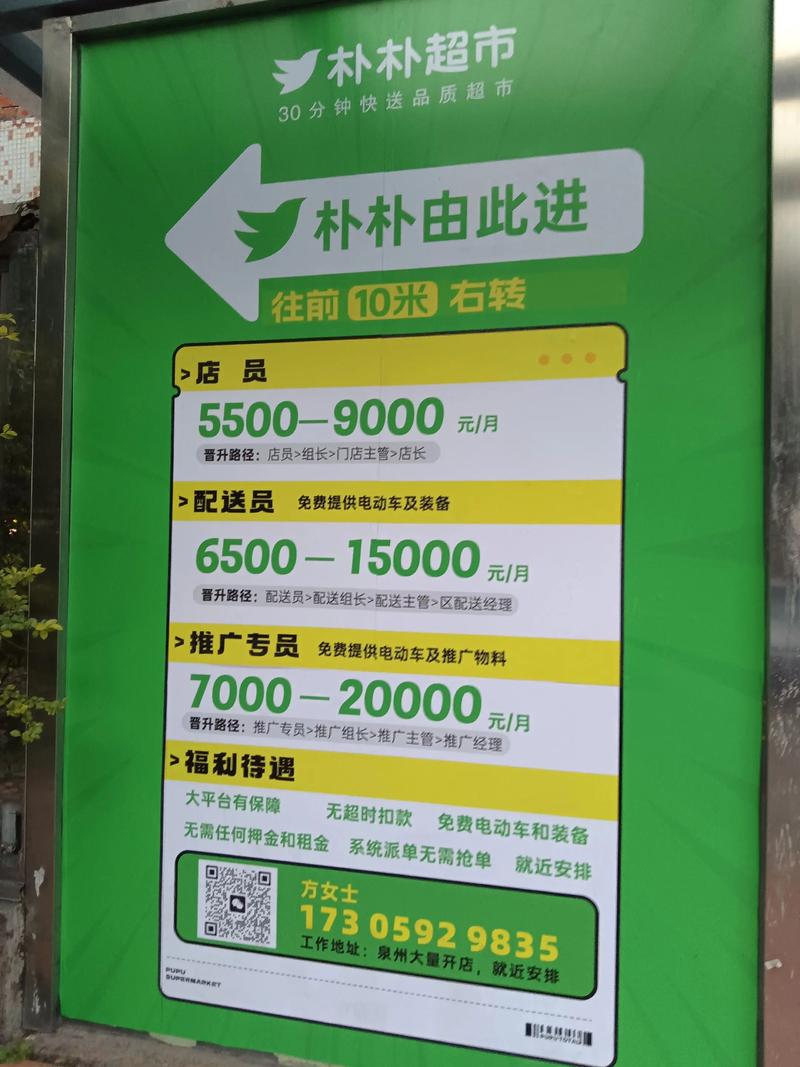 朴朴超市
30分钟快送品质超市
朴朴由此进
往前 10米 右转
>店 员
5500—9000 元/月
晋升路径：店员>组长>门店主管>店长
>配送员 免费提供电动车及装备
6500—15000 元/月
晋升路径：配送员>配送组长>配送主管>区配送经理
>推广专员 免费提供电动车及推广物料
7000—20000 元/月
晋升路径：推广专员>推广组长>推广主管>推广经理
>福利待遇
大平台有保障 无超时扣款 免费电动车和装备
无需任何押金和租金 系统派单无需抢单 就近安排
方女士
173 0592 9835
工作地址：泉州大量开店，就近安排
PUPU
SUPERMARKET